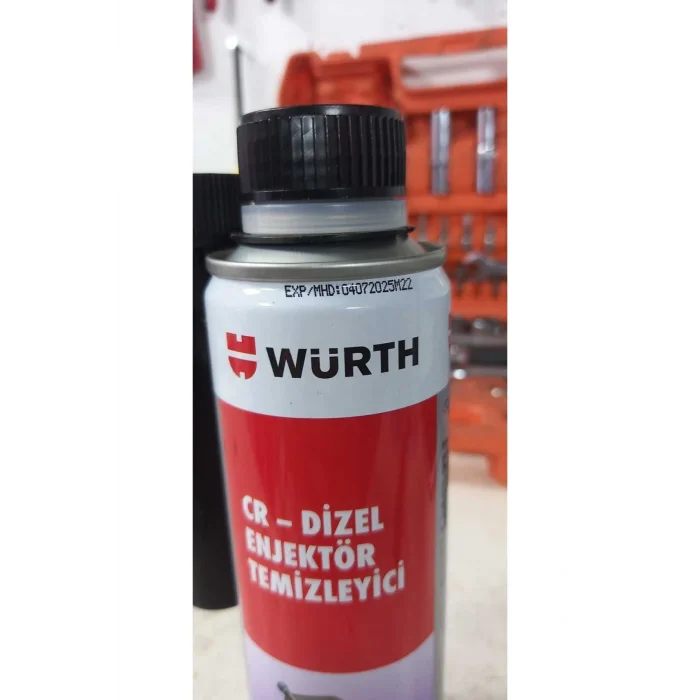 EXP/MHD:04072025M22
WÜRTH
CR – DİZEL
ENJEKTÖR
TEMİZLEYİCİ